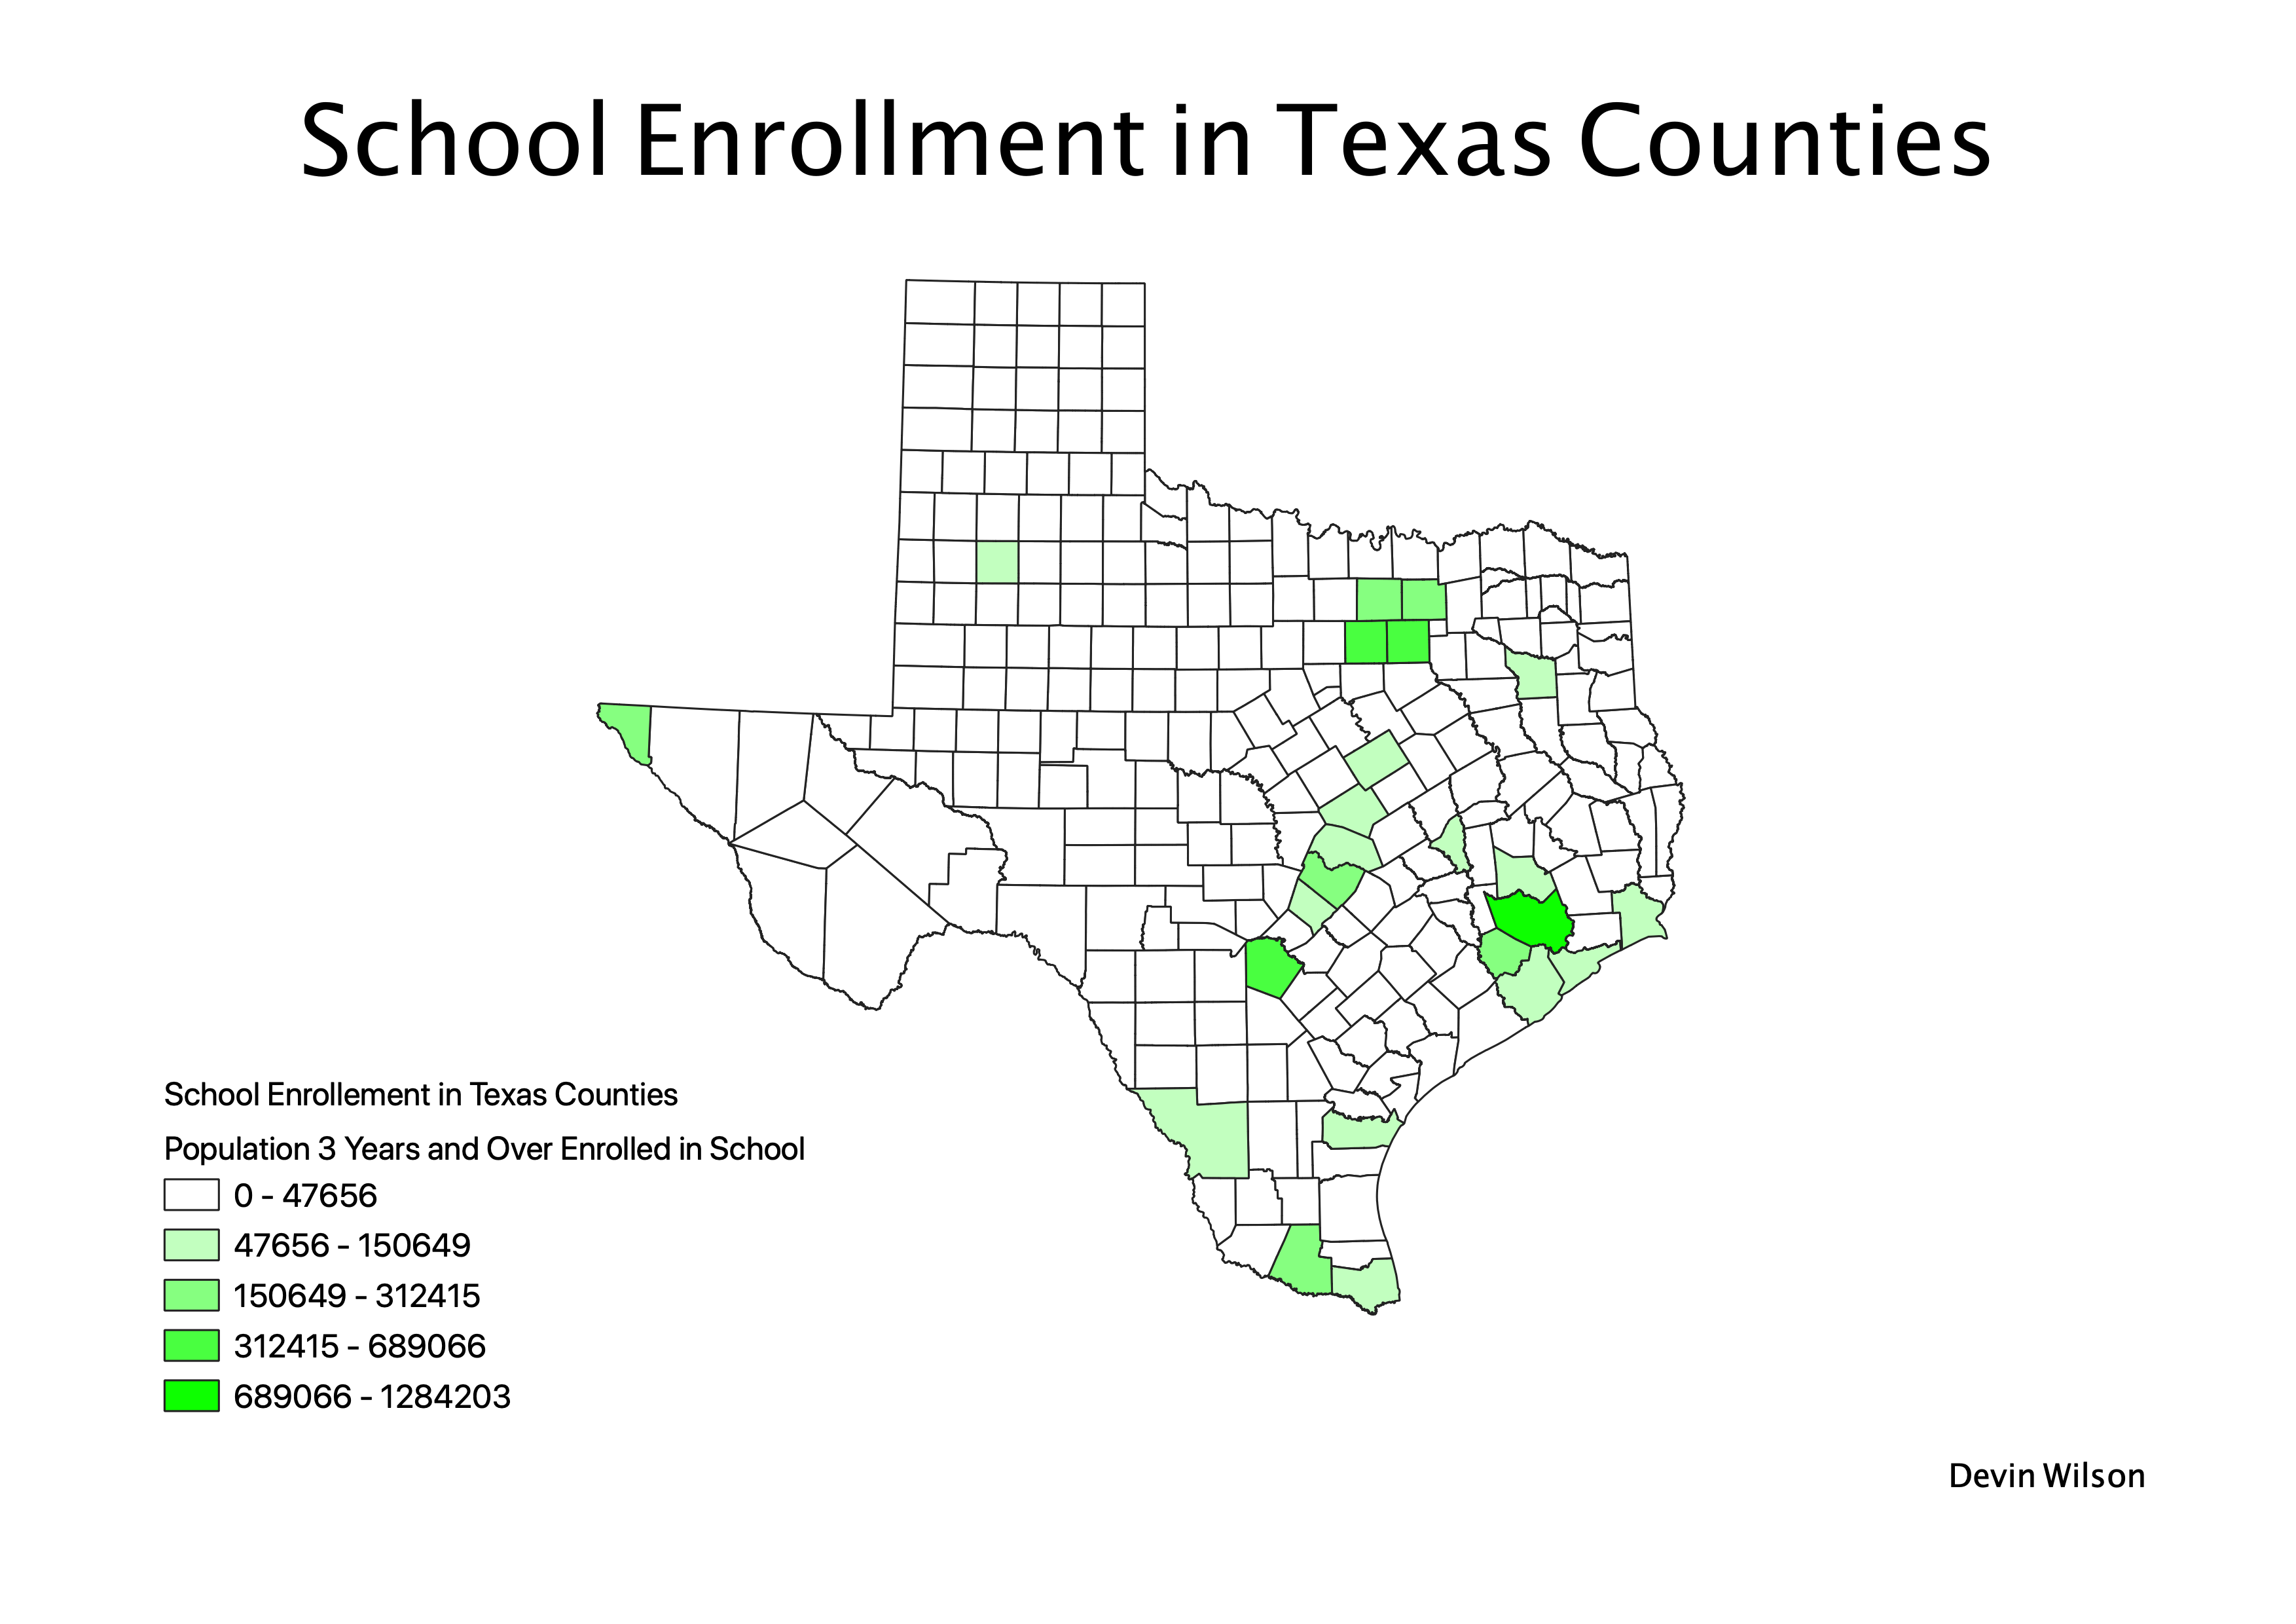 School Enrollment in Texas Counties
School Enrollement in Texas Counties
Population 3 Years and Over Enrolled in School
0 - 47656
47656 - 150649
150649 - 312415
312415 - 689066
689066 - 1284203
Devin Wilson